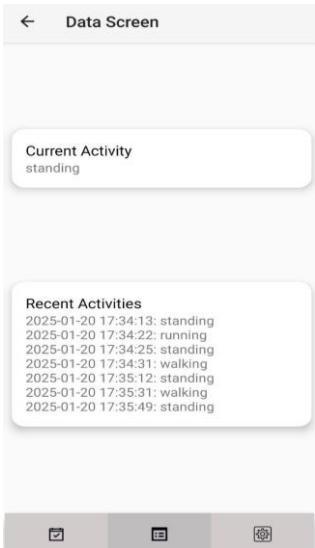 Data Screen
Current Activity
standing
Recent Activities
2025-01-20 17:34:13: standing
2025-01-20 17:34:22: running
2025-01-20 17:34:25: standing
2025-01-20 17:34:31: walking
2025-01-20 17:35:12: standing
2025-01-20 17:35:31: walking
2025-01-20 17:35:49: standing